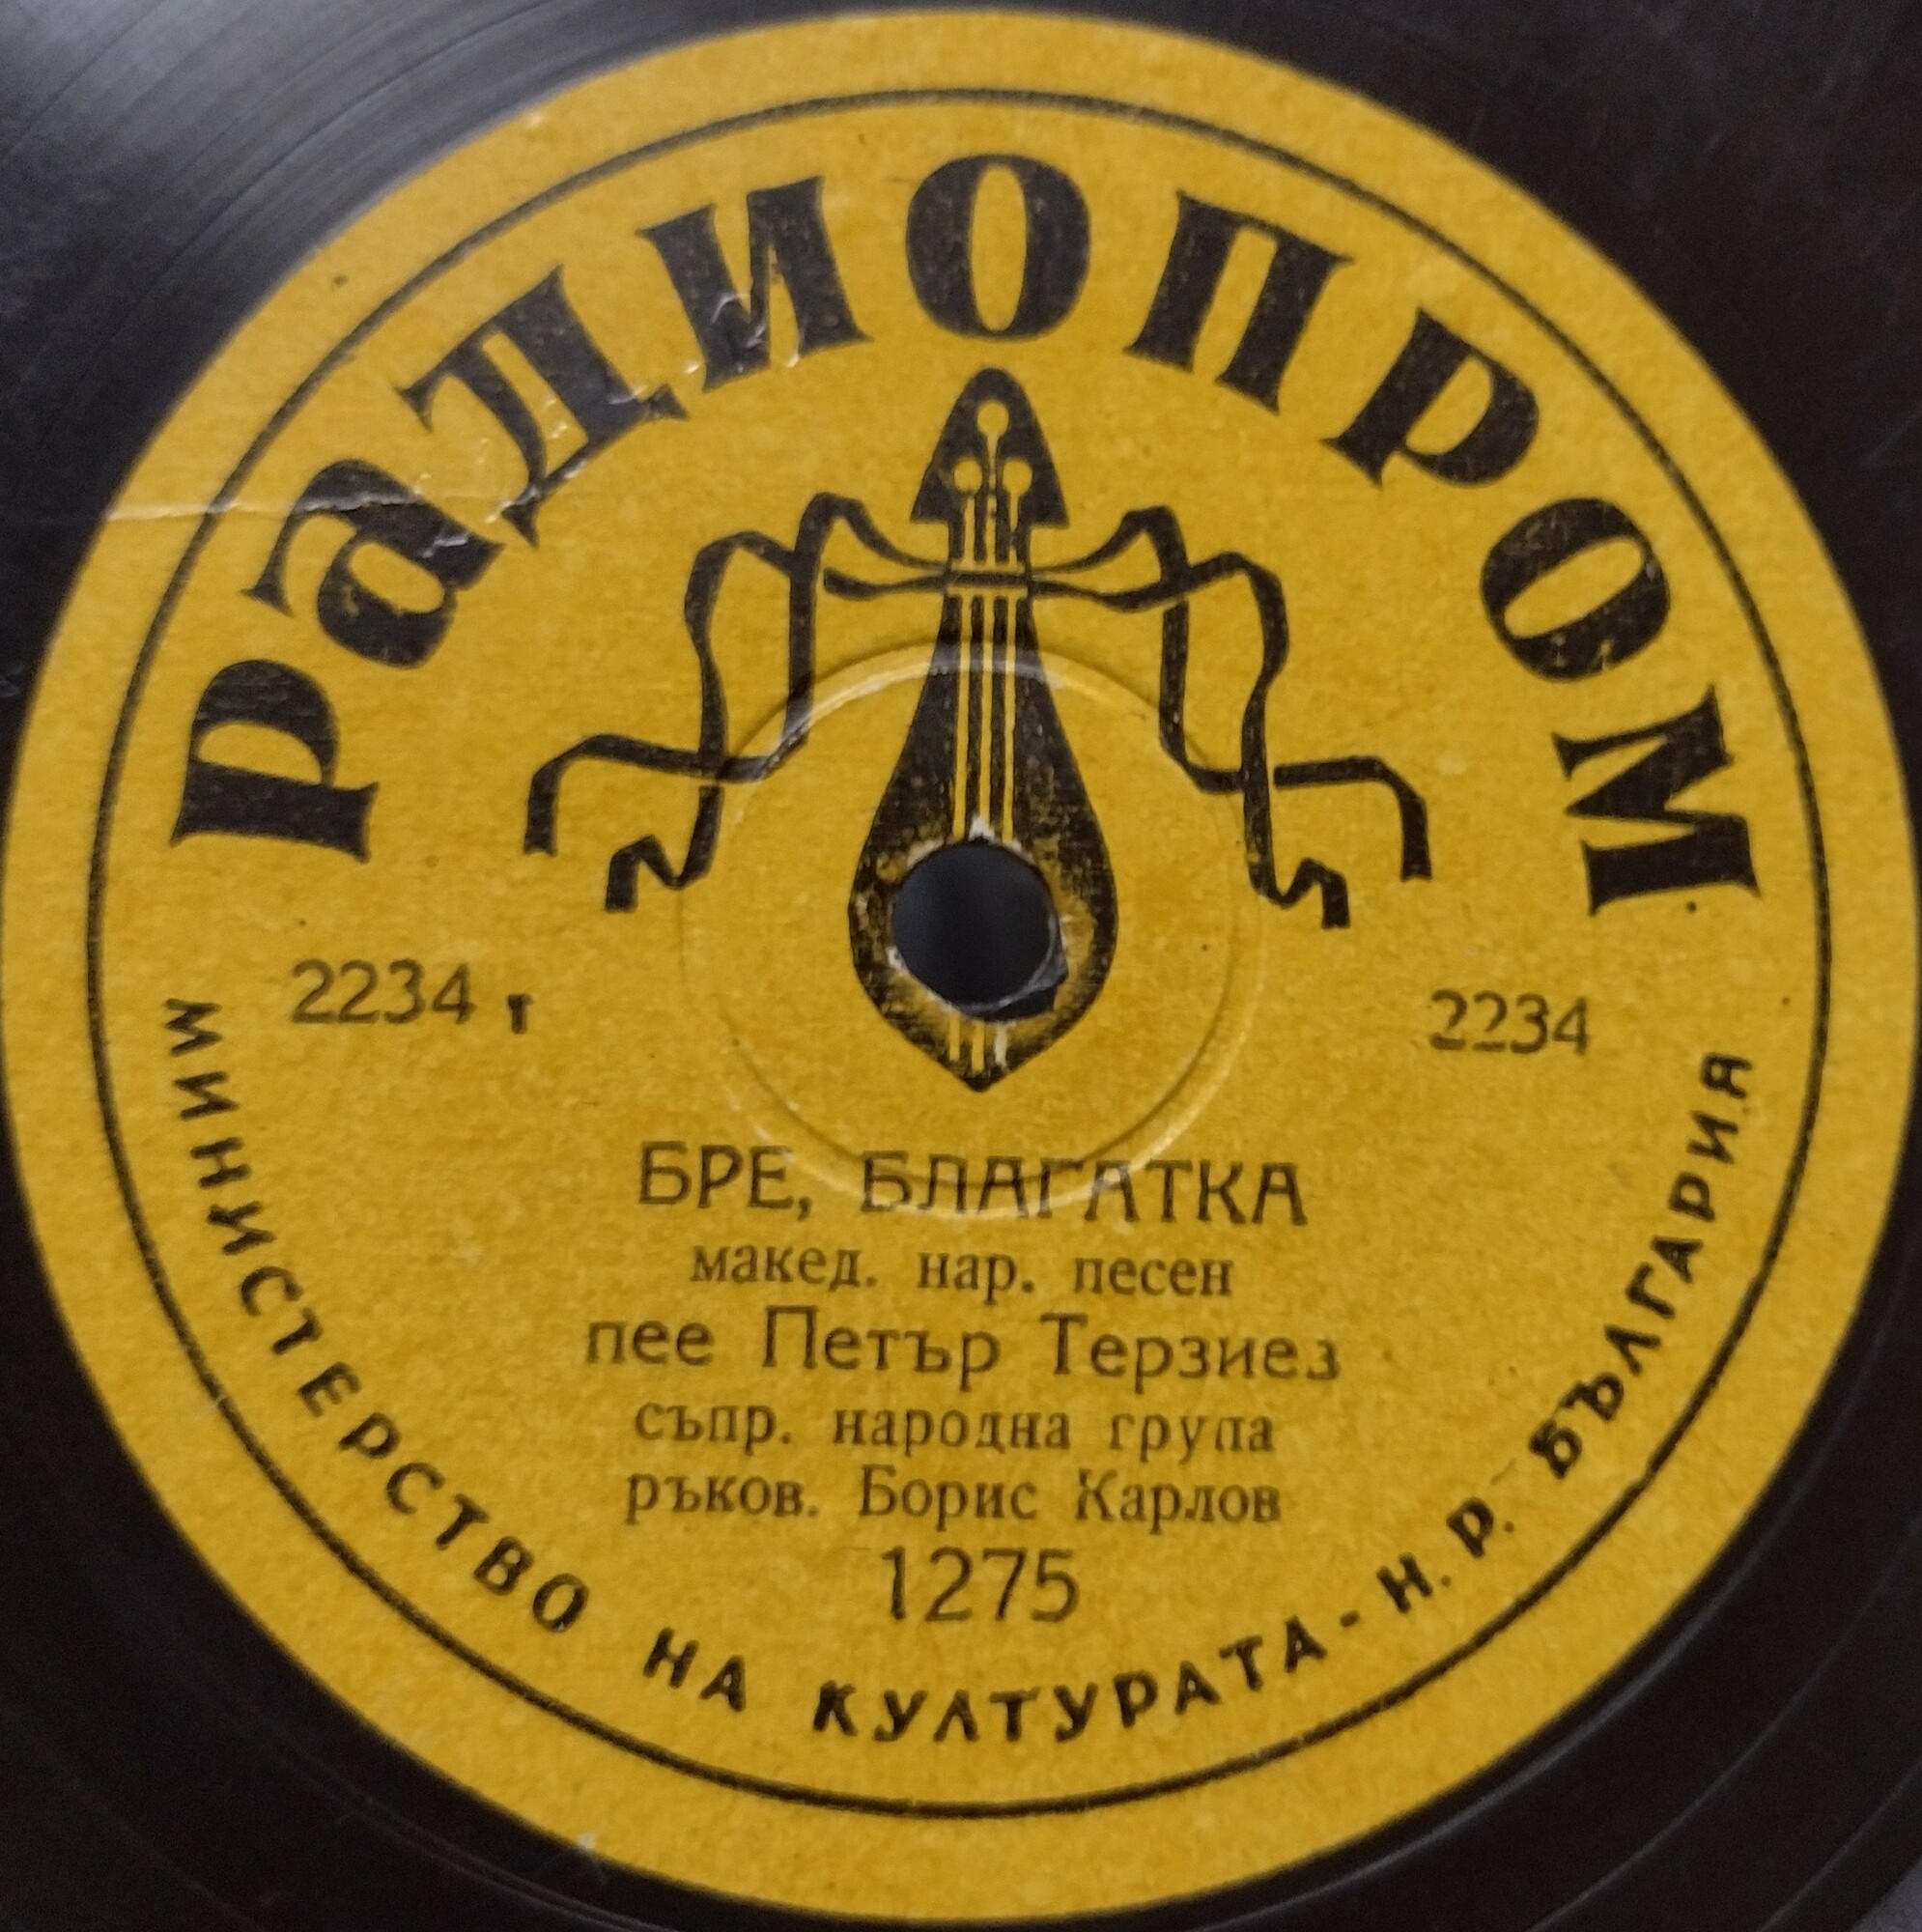 РАДИОПРОМ
2234 т
2234
БРЕ, БЛАГАТКА
макед. нар. песен
пее Петър Терзиез
съпр. народна група
ръков. Борис Карлов
1275
МИНИСТЕРСТВО НА КУЛТУРАТА - Н. Р. БЪЛГАРИЯ